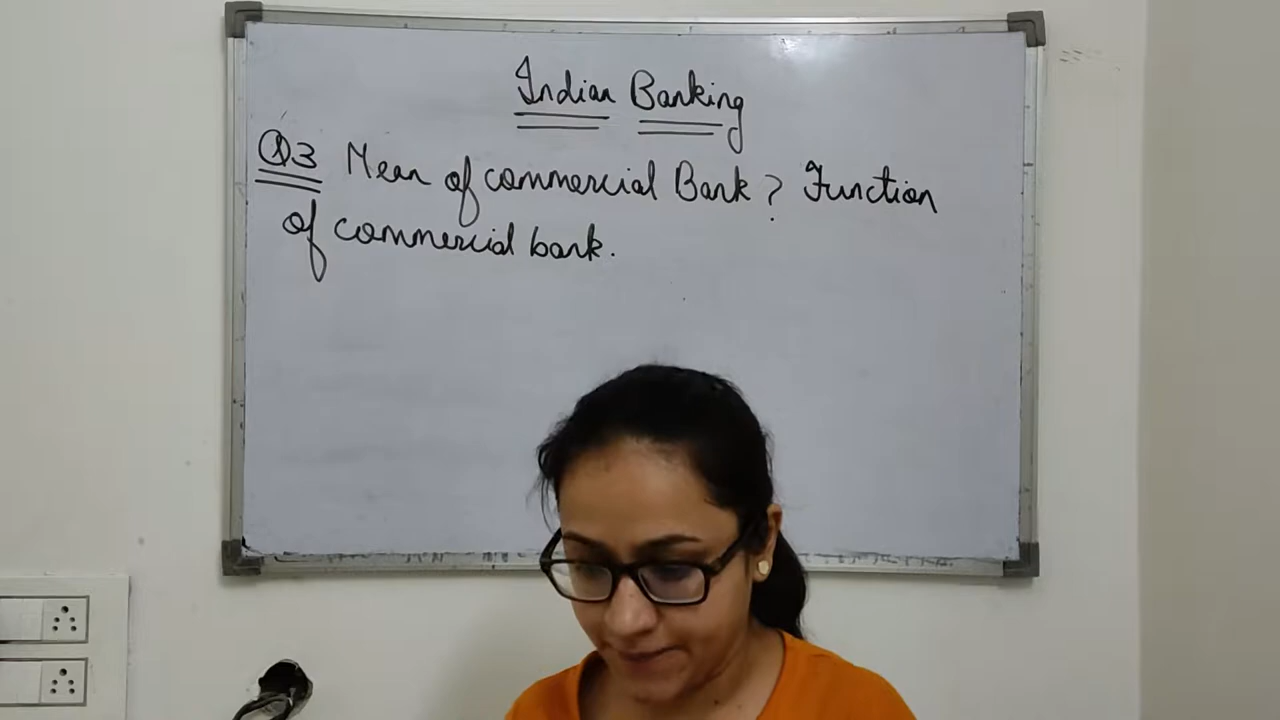 Indian Banking
Q3 Mean of commercial Bank? Function
of commercial bank.